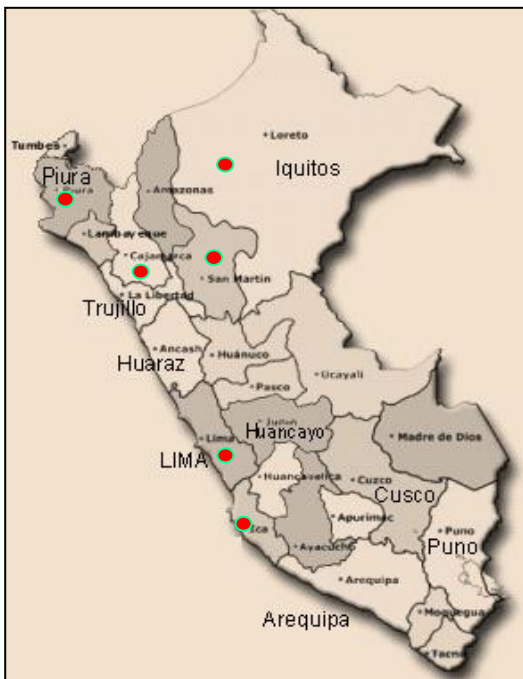 Loreto
Tumbes
Iquitos
Piura
Piura
Amazonas
Lambayeque
Cajamarca
San Martin
La Libertad
Trujillo
Ancash
Huánuco
Huaraz
Ucayali
Pasco
Junin
Huancayo
Lima
Madre de Dios
LIMA
Huancavelica
Cuzco
Cusco
Ica
Apurimac
Puno
Ayacucho
Puno
Arequipa
Moquegua
Arequipa
Tacna